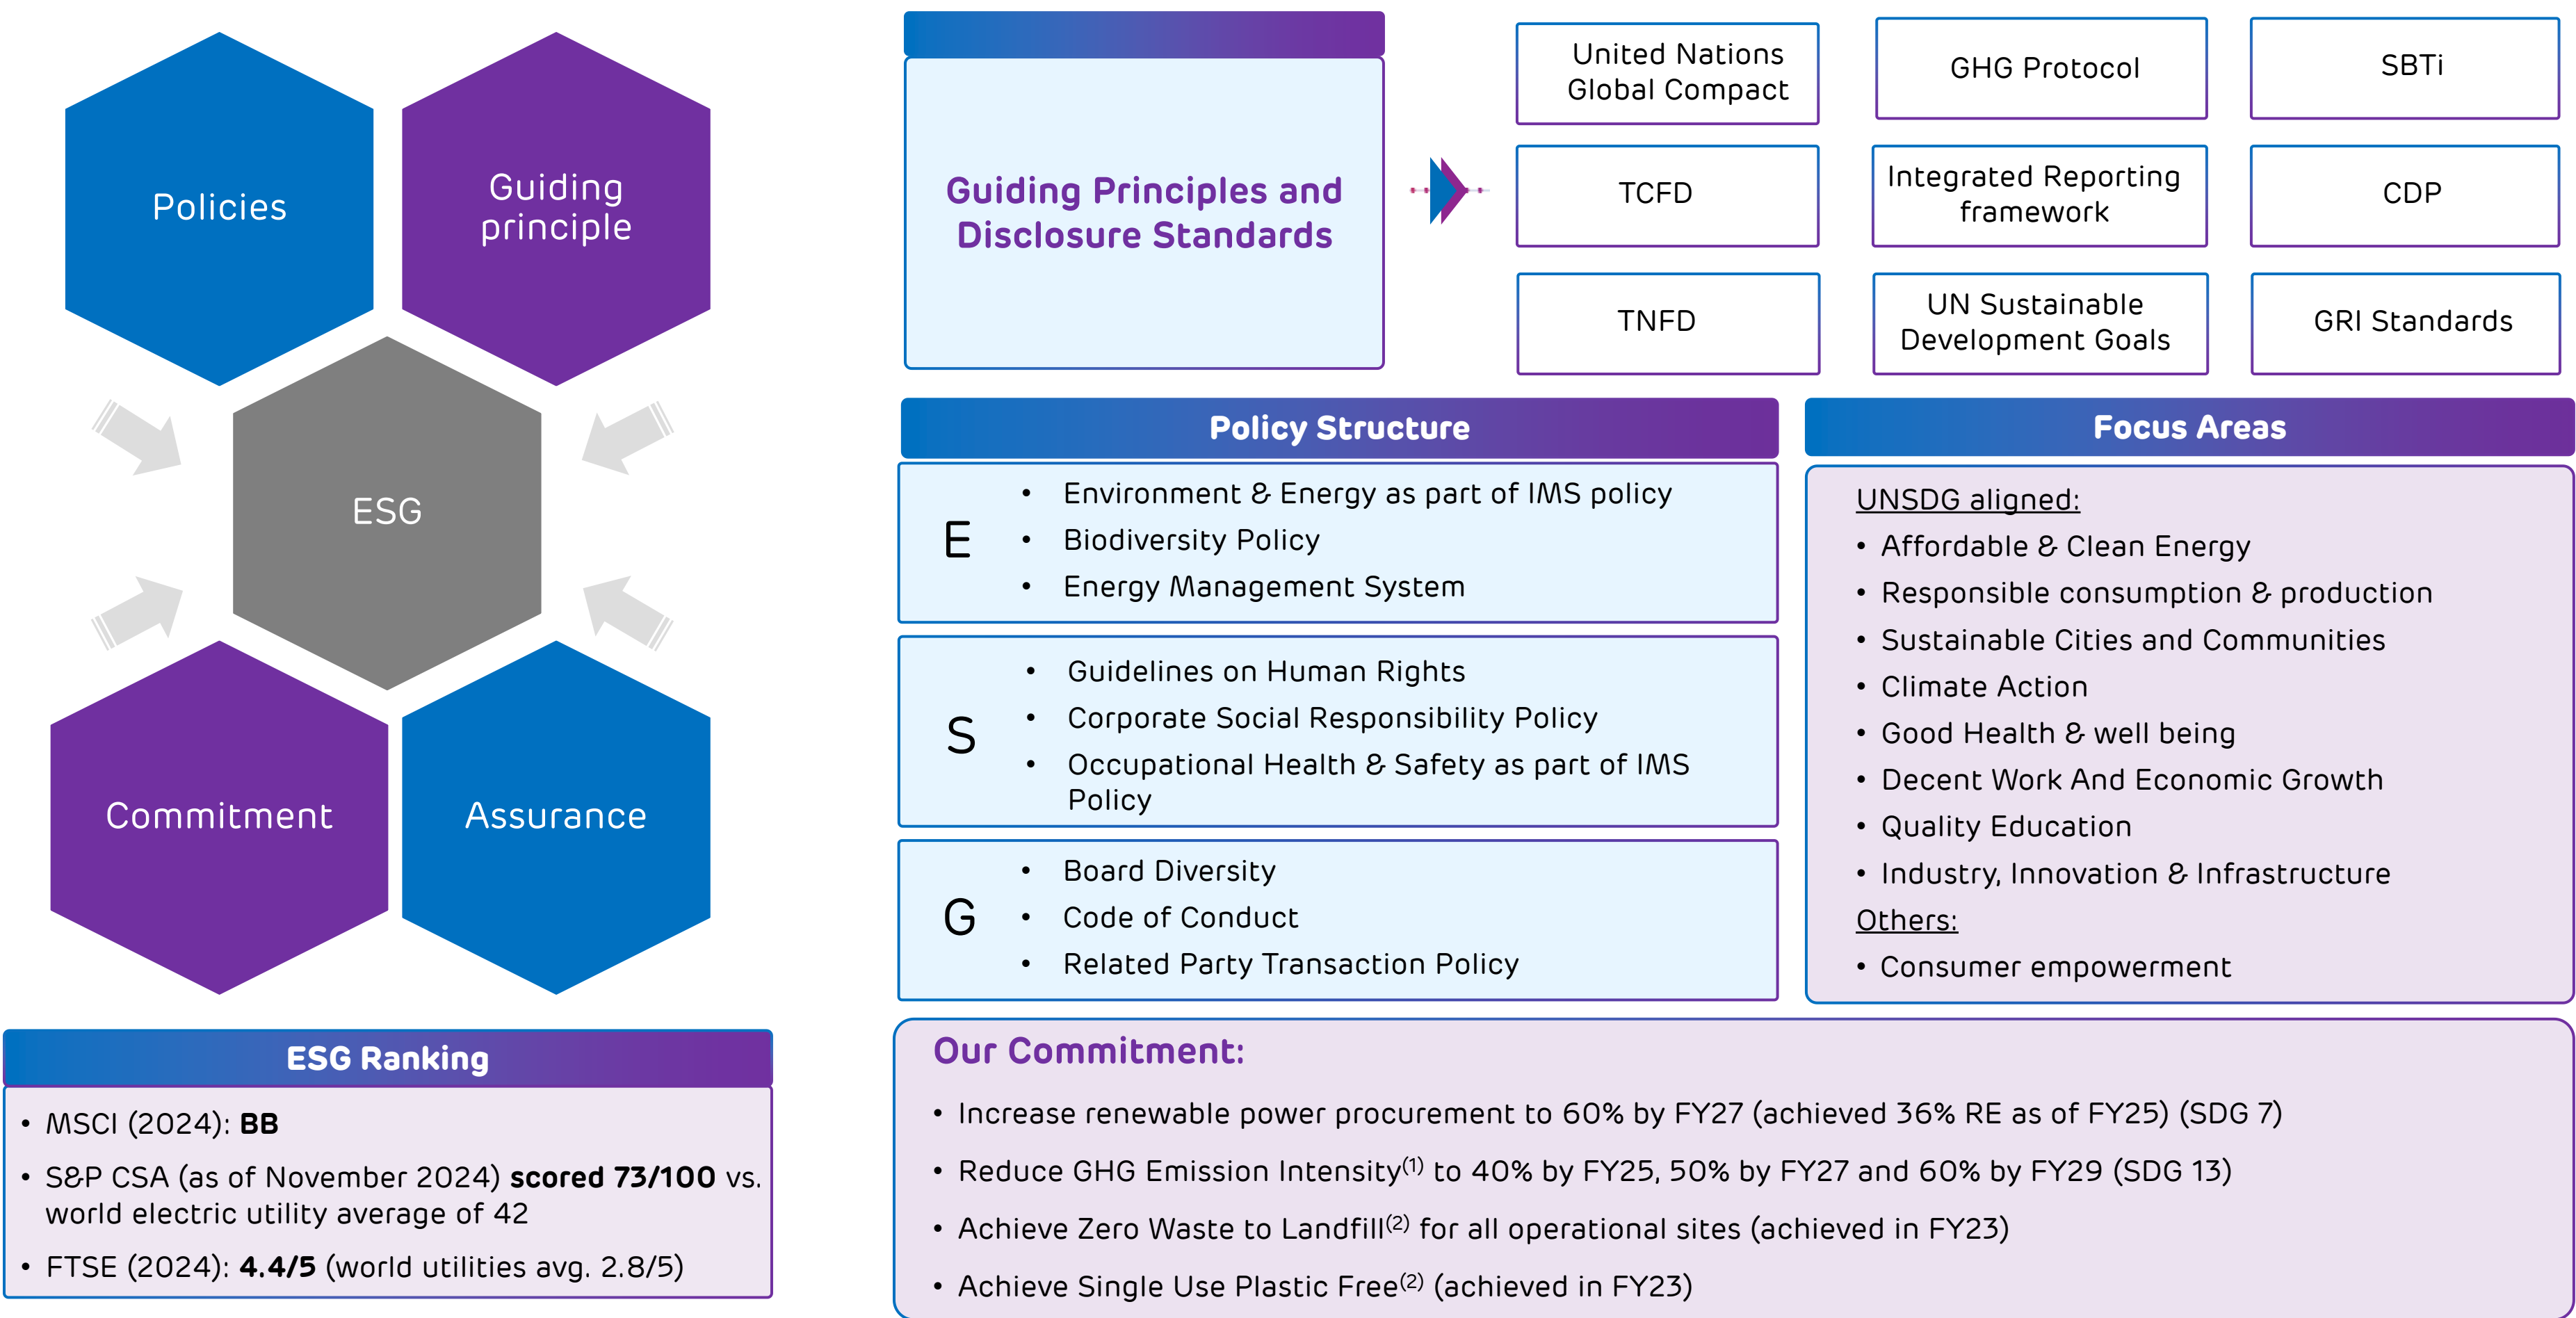 Policies
Guiding
principle
ESG
Commitment
Assurance
ESG Ranking
• MSCI (2024): BB
• S&P CSA (as of November 2024) scored 73/100 vs.
world electric utility average of 42
• FTSE (2024): 4.4/5 (world utilities avg. 2.8/5)
Guiding Principles and
Disclosure Standards
United Nations
Global Compact
GHG Protocol
SBTi
TCFD
Integrated Reporting
framework
CDP
TNFD
UN Sustainable
Development Goals
GRI Standards
Policy Structure
E
• Environment & Energy as part of IMS policy
• Biodiversity Policy
• Energy Management System
S
• Guidelines on Human Rights
• Corporate Social Responsibility Policy
• Occupational Health & Safety as part of IMS
Policy
G
• Board Diversity
• Code of Conduct
• Related Party Transaction Policy
Focus Areas
UNSDG aligned:
• Affordable & Clean Energy
• Responsible consumption & production
• Sustainable Cities and Communities
• Climate Action
• Good Health & well being
• Decent Work And Economic Growth
• Quality Education
• Industry, Innovation & Infrastructure
Others:
• Consumer empowerment
Our Commitment:
• Increase renewable power procurement to 60% by FY27 (achieved 36% RE as of FY25) (SDG 7)
• Reduce GHG Emission Intensity(1) to 40% by FY25, 50% by FY27 and 60% by FY29 (SDG 13)
• Achieve Zero Waste to Landfill(2) for all operational sites (achieved in FY23)
• Achieve Single Use Plastic Free(2) (achieved in FY23)